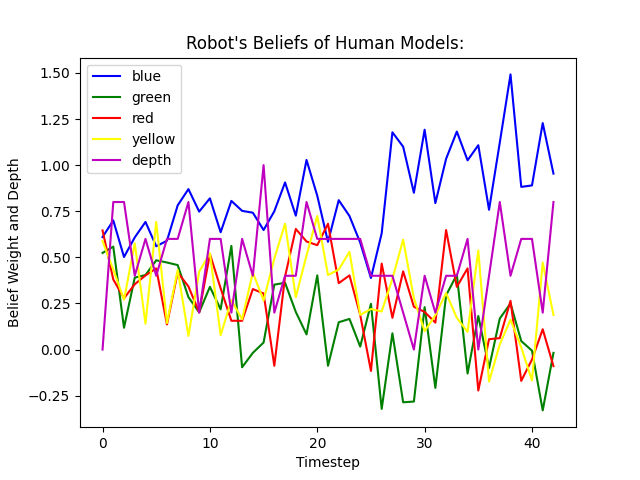 Robot's Beliefs of Human Models:
blue
green
red
yellow
depth
1.50
1.25
1.00
0.75
0.50
0.25
0.00
−0.25
Belief Weight and Depth
0 10 20 30 40
Timestep